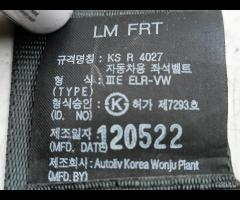 LM FRT
규격명칭 : KS R 4027
자동차용 좌석벨트
형 식 : ⅢE ELR-VW
(TYPE)
형식승인 : Ⓚ 허가 제7293호
(ID. NO)
제조일자 120522
(MFD. DATE)
제조회사 : Autoliv Korea Wonju Plant
(MFD. BY)